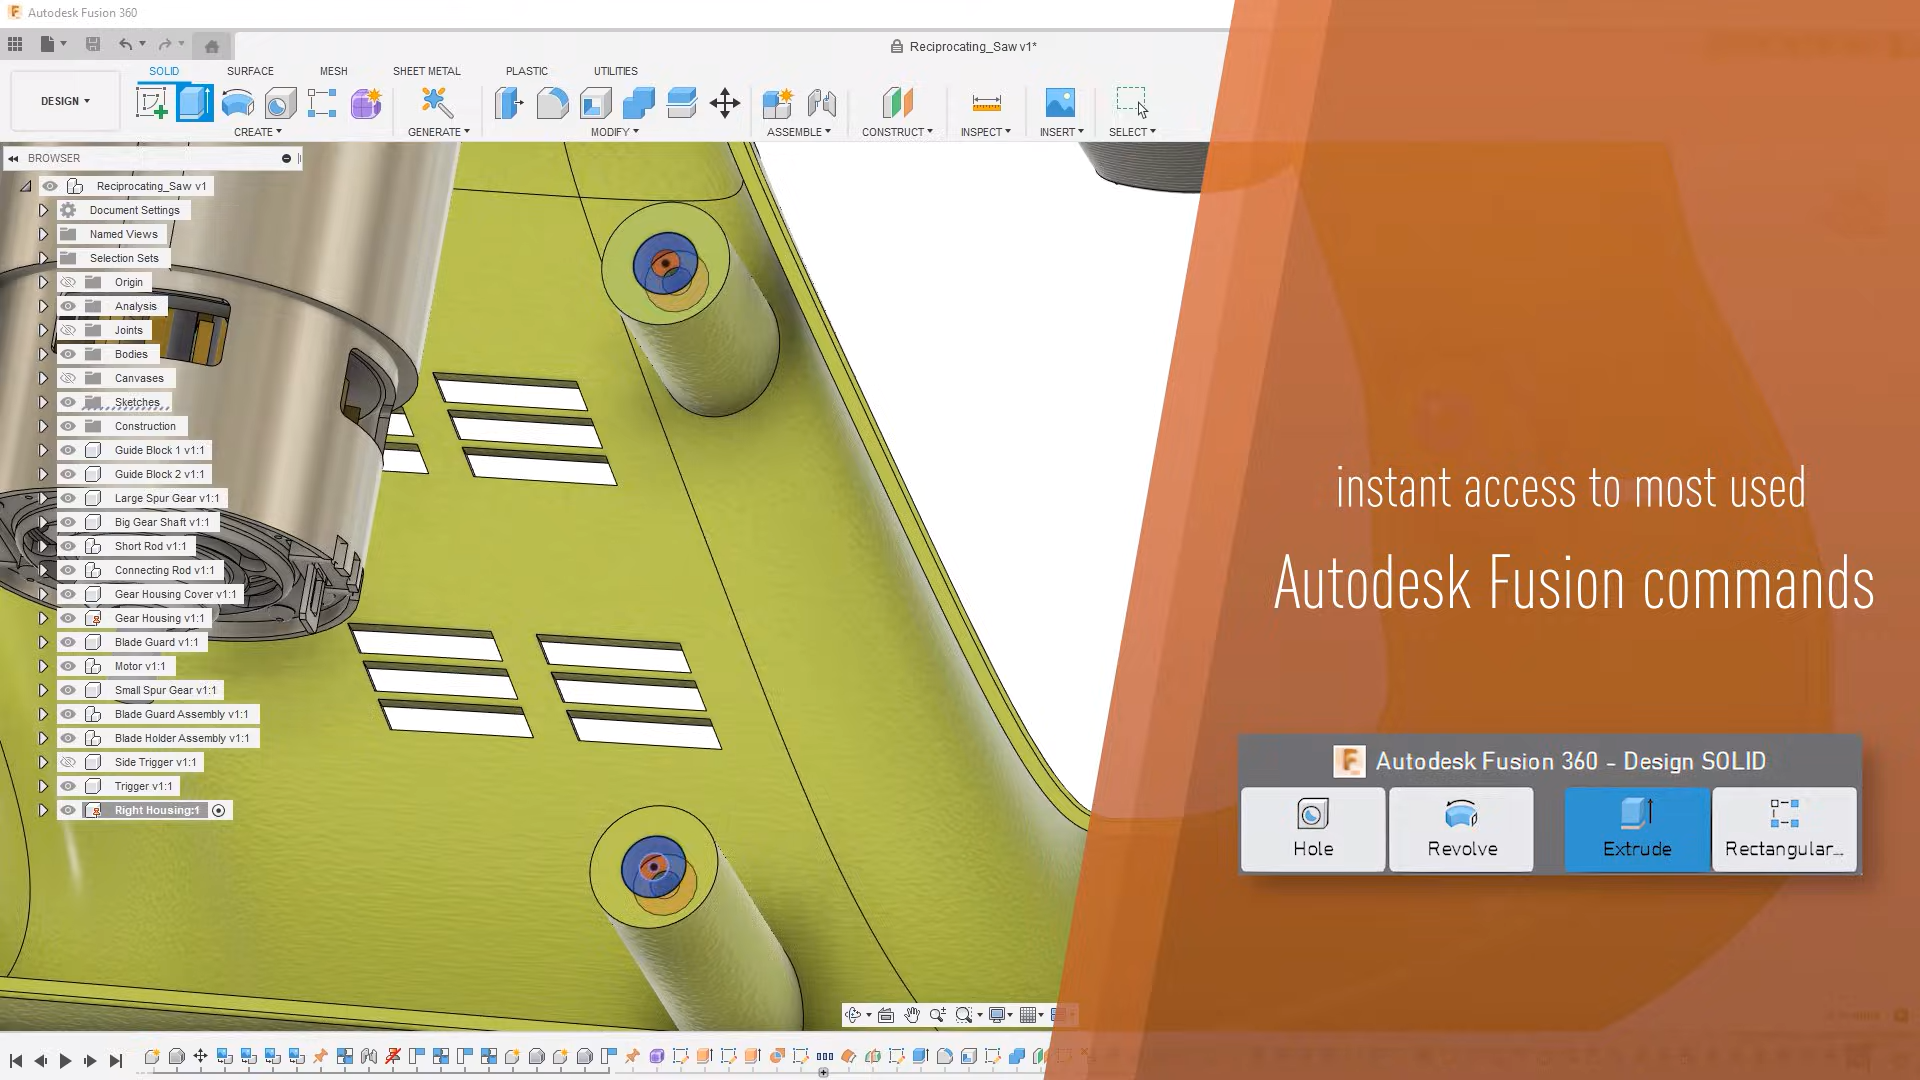 Autodesk Fusion 360
Reciprocating_Saw v1*
SOLID SURFACE MESH SHEET METAL PLASTIC UTILITIES
DESIGN
CREATE GENERATE MODIFY ASSEMBLE CONSTRUCT INSPECT INSERT SELECT
BROWSER
Reciprocating_Saw v1
Document Settings
Named Views
Selection Sets
Origin
Analysis
Joints
Bodies
Canvases
Sketches
Construction
Guide Block 1 v1:1
Guide Block 2 v1:1
Large Spur Gear v1:1
Big Gear Shaft v1:1
Short Rod v1:1
Connecting Rod v1:1
Gear Housing Cover v1:1
Gear Housing v1:1
Blade Guard v1:1
Motor v1:1
Small Spur Gear v1:1
Blade Guard Assembly v1:1
Blade Holder Assembly v1:1
Side Trigger v1:1
Trigger v1:1
Right Housing:1
instant access to most used
Autodesk Fusion commands
Autodesk Fusion 360 - Design SOLID
Hole Revolve Extrude Rectangular...